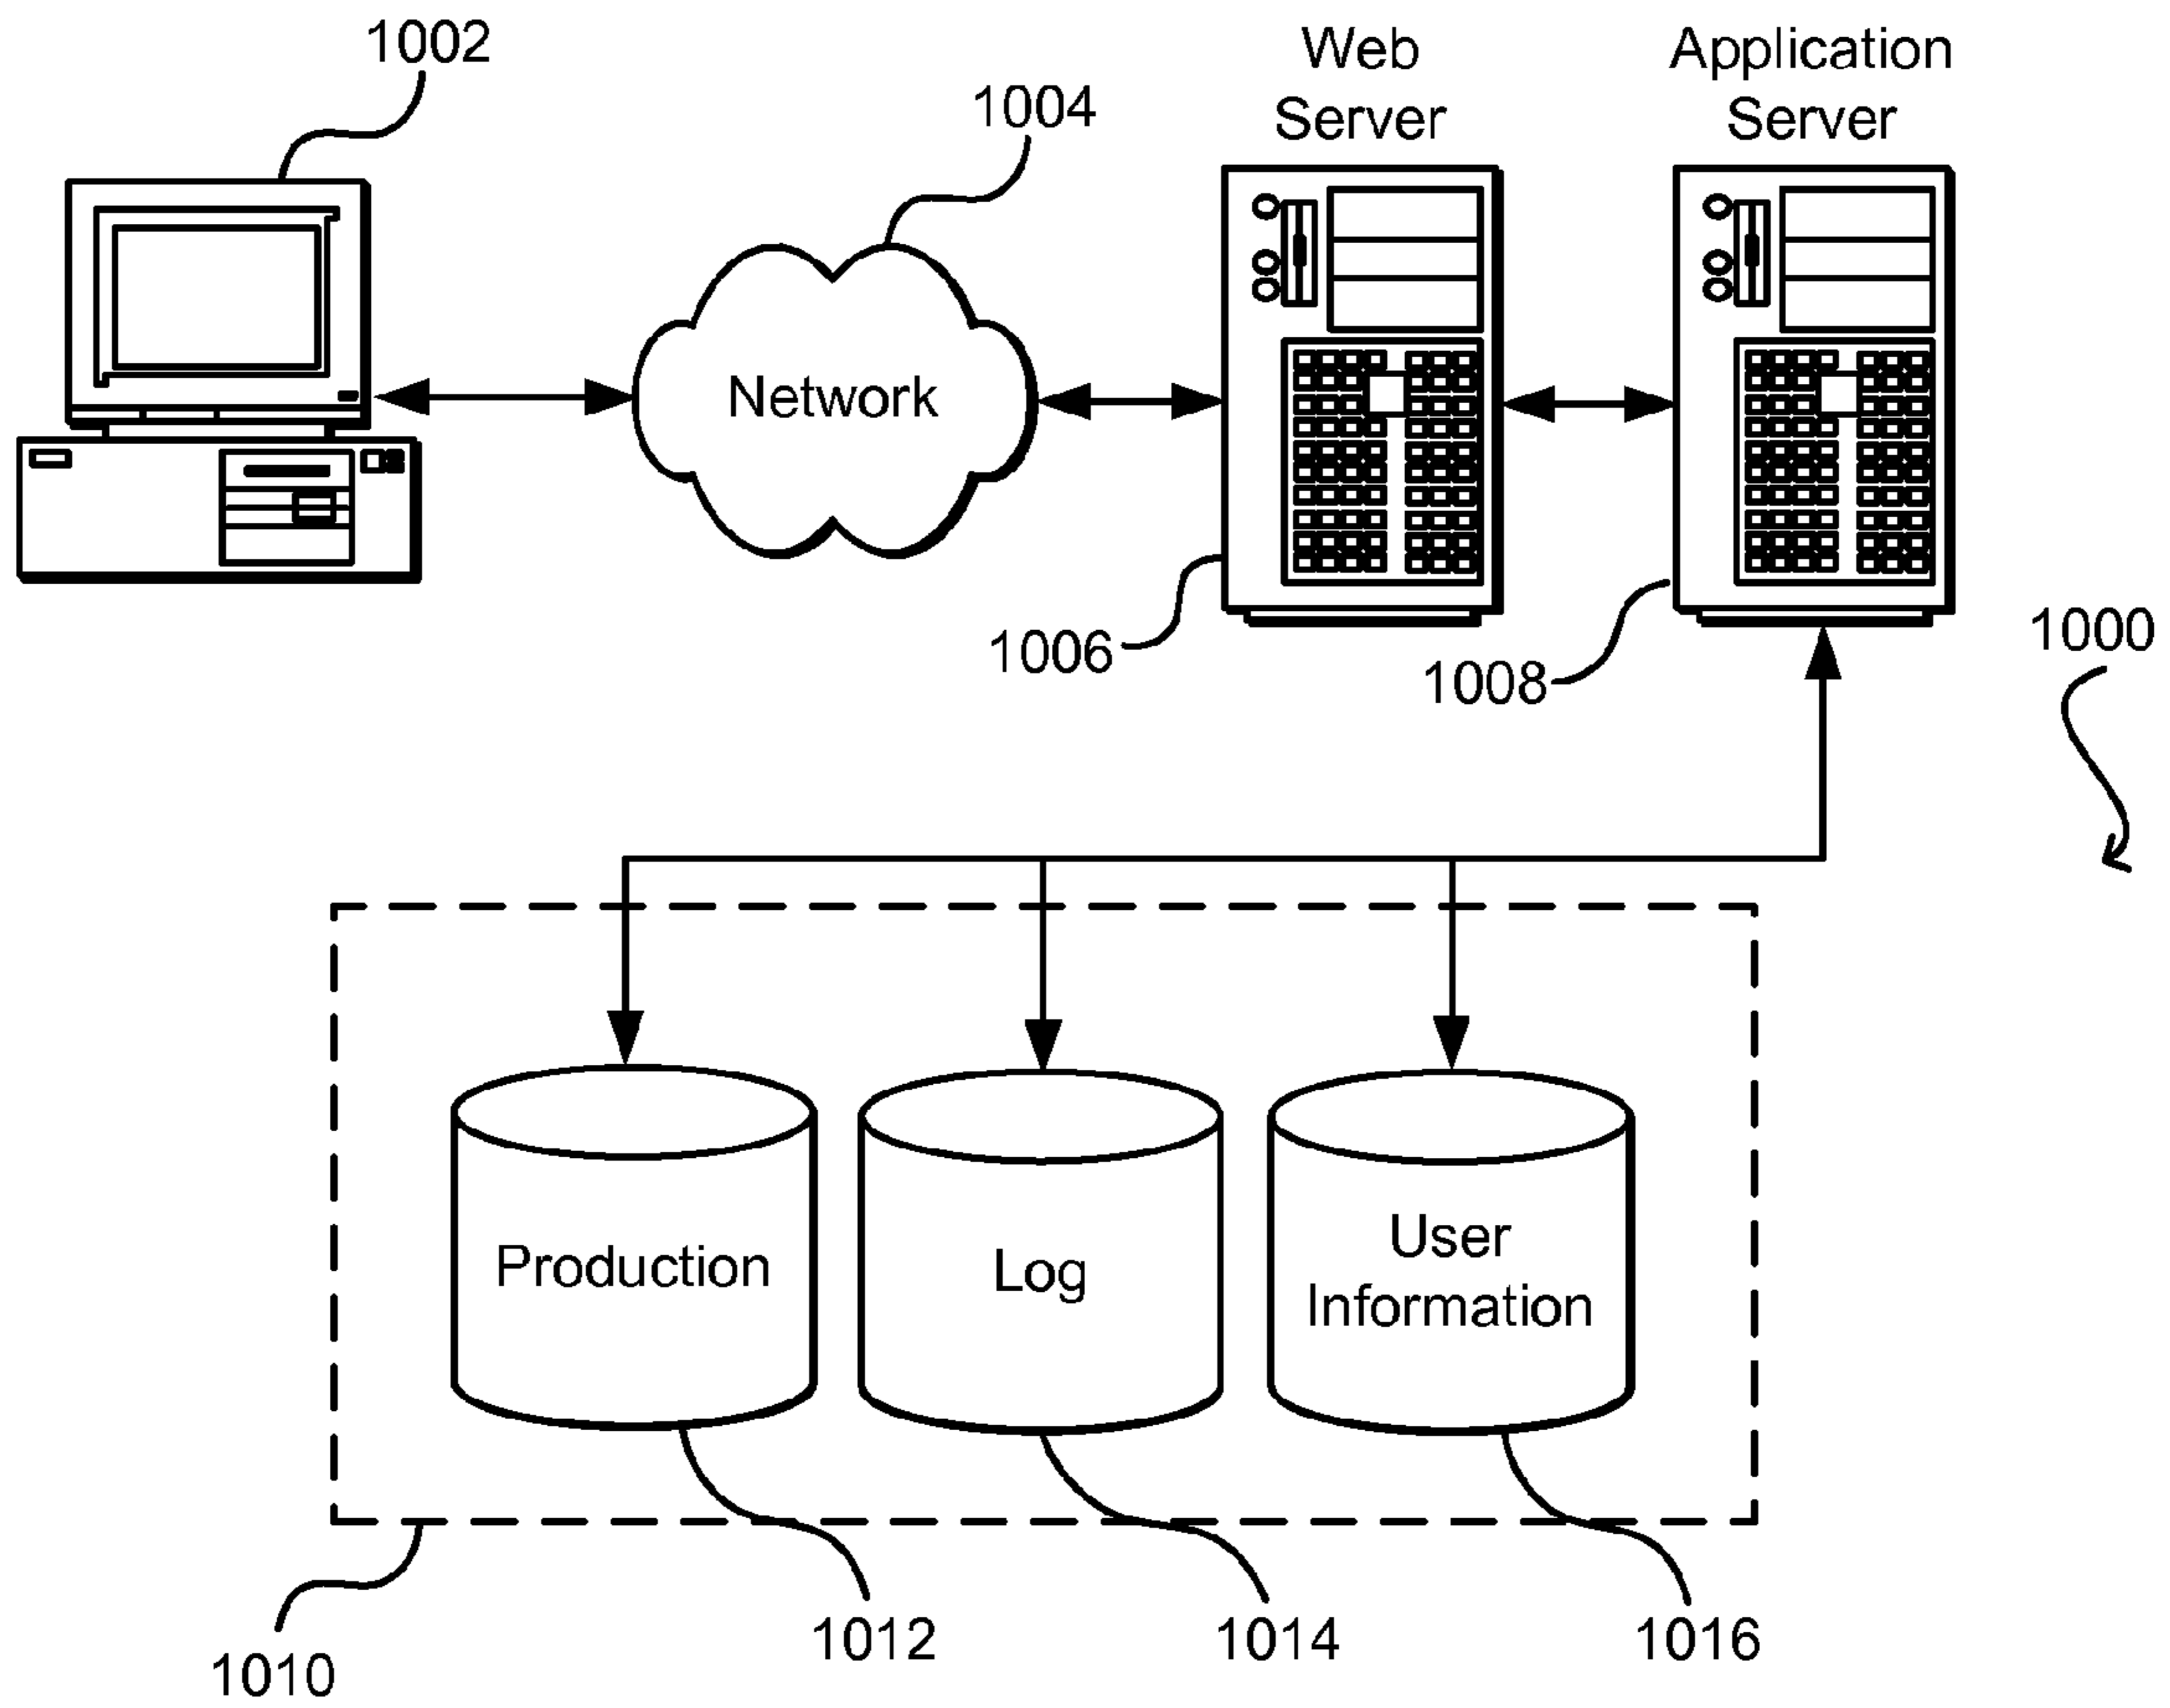 1002
1004
Web
Server
Application
Server
Network
1006
1008
1000
Production
Log
User
Information
1010
1012
1014
1016